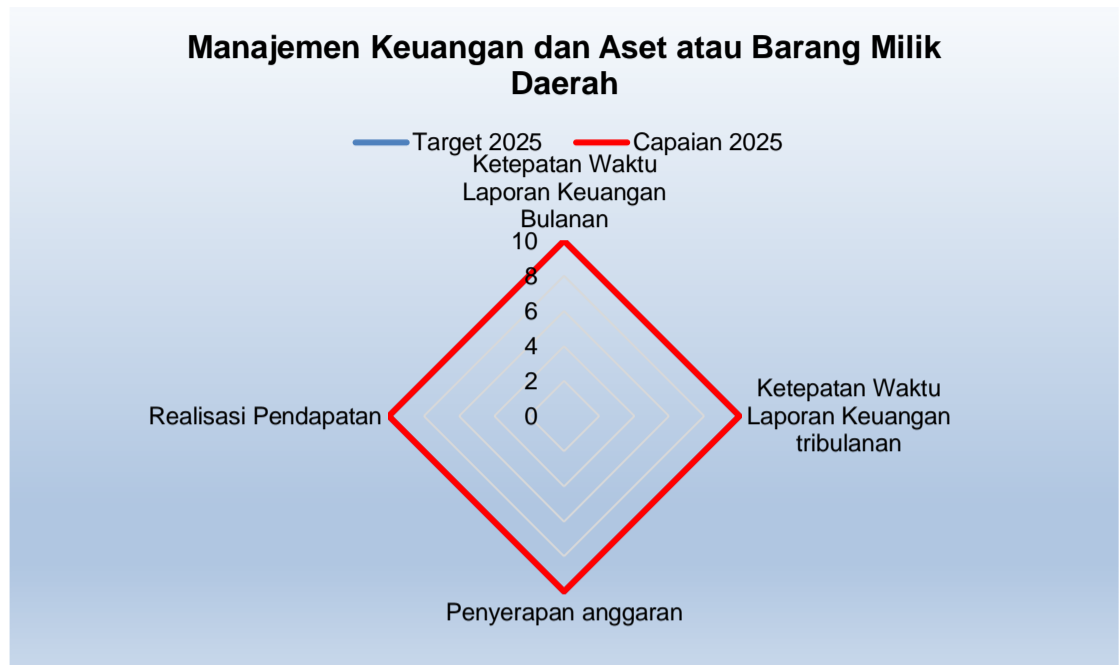 Manajemen Keuangan dan Aset atau Barang Milik
Daerah
Target 2025
Capaian 2025
Ketepatan Waktu
Laporan Keuangan
Bulanan
10
8
6
4
2
0
Ketepatan Waktu
Laporan Keuangan
tribulanan
Realisasi Pendapatan
Penyerapan anggaran